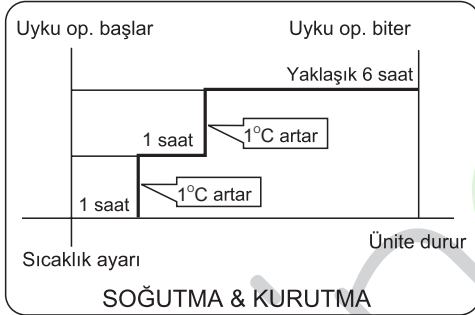 Uyku op. başlar
Uyku op. biter
Yaklaşık 6 saat
1 saat
1°C artar
1 saat
1°C artar
Ünite durur
Sıcaklık ayarı
SOĞUTMA & KURUTMA